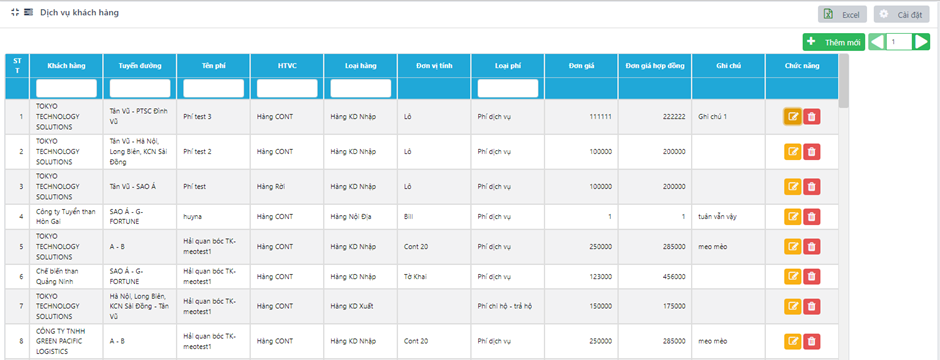 Dịch vụ khách hàng
Excel
Cài đặt
Thêm mới
1
STT Khách hàng Tuyến đường Tên phí HTVC Loại hàng Đơn vị tính Loại phí Đơn giá Đơn giá hợp đồng Ghi chú Chức năng
1 TOKYO TECHNOLOGY SOLUTIONS Tân Vũ - PTSC Đình Vũ Phí test 3 Hàng CONT Hàng KD Nhập Lô Phí dịch vụ 111111 222222 Ghi chú 1
2 TOKYO TECHNOLOGY SOLUTIONS Tân Vũ - Hà Nội, Long Biên, KCN Sài Đồng Phí test 2 Hàng CONT Hàng KD Nhập Lô Phí dịch vụ 100000 200000
3 TOKYO TECHNOLOGY SOLUTIONS Tân Vũ - SAO Á Phí test Hàng Rời Hàng KD Nhập Lô Phí dịch vụ 100000 200000
4 Công ty Tuyển than Hòn Gai SAO Á - G-FORTUNE huyna Hàng CONT Hàng Nội Địa Bill Phí dịch vụ 1 1 tuấn vẫn vậy
5 TOKYO TECHNOLOGY SOLUTIONS A - B Hải quan bóc TK-meotest1 Hàng CONT Hàng KD Nhập Cont 20 Phí dịch vụ 250000 285000 meo mèo
6 Chế biến than Quảng Ninh SAO Á - G-FORTUNE Hải quan bóc TK-meotest1 Hàng CONT Hàng KD Nhập Tờ Khai Phí dịch vụ 123000 456000
7 TOKYO TECHNOLOGY SOLUTIONS Hà Nội, Long Biên, KCN Sài Đồng - Tân Vũ Hải quan bóc TK-meotest1 Hàng CONT Hàng KD Xuất Phí chi hộ - trả hộ 150000 175000
8 CÔNG TY TNHH GREEN PACIFIC LOGISTICS A - B Hải quan bóc TK-meotest1 Hàng CONT Hàng KD Nhập Cont 20 Phí dịch vụ 250000 285000 meo mèo